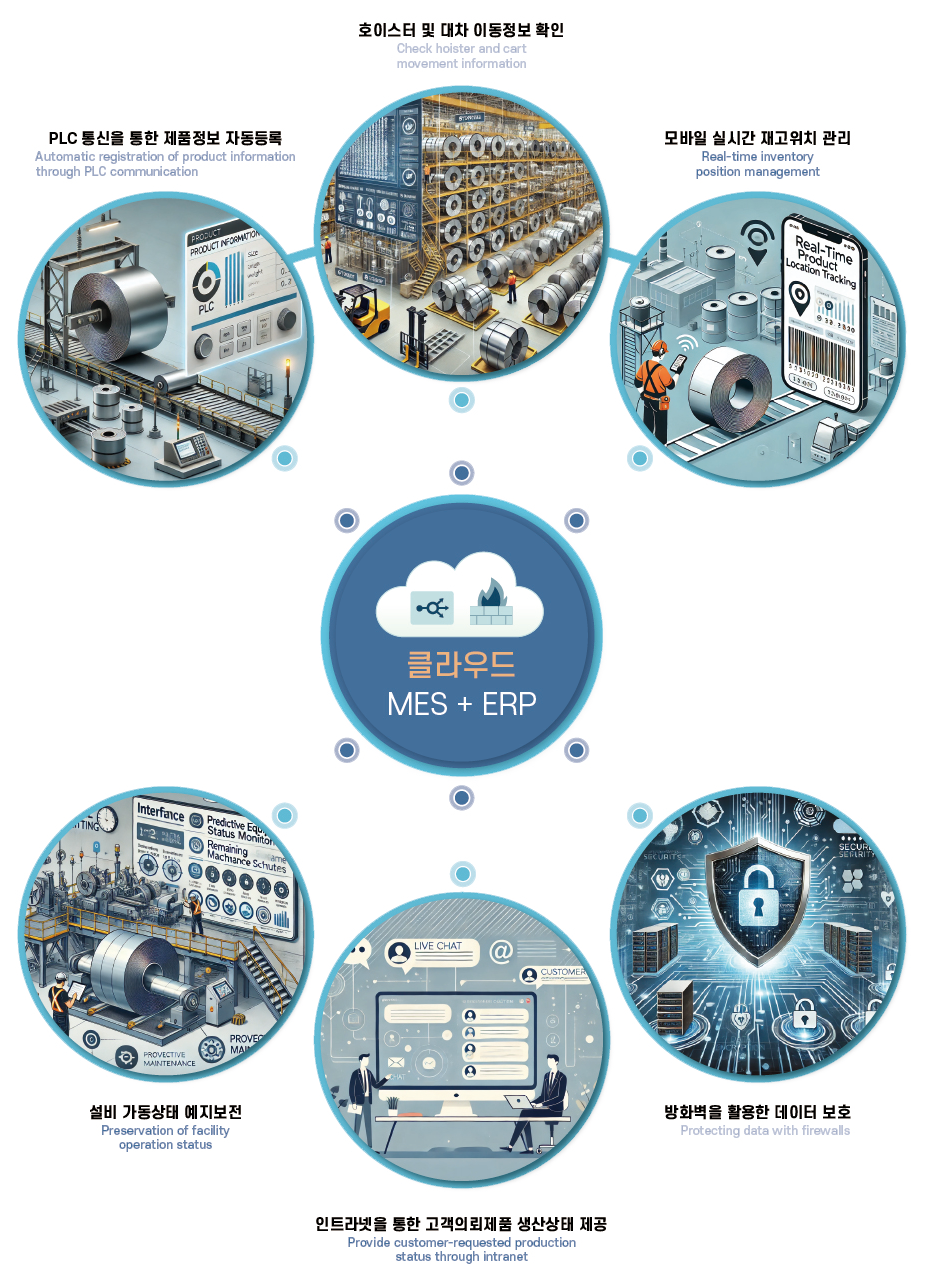 호이스터 및 대차 이동정보 확인
Check hoister and cart
movement information
PLC 통신을 통한 제품정보 자동등록
Automatic registration of product information
through PLC communication
모바일 실시간 재고위치 관리
Real-time inventory
position management
PRODUCT
PRODUCT INFORMATION
Size
weight
PLC
Real-Time
Product
Location Tracking
클라우드
MES + ERP
Interfance
Predictive Equi
Status Monitor
Remaining
Machance Schutes
PROVECTIVE
MAINTENANCE
LIVE CHAT
@
CUSTOMER
CHAT
설비 가동상태 예지보전
Preservation of facility
operation status
방화벽을 활용한 데이터 보호
Protecting data with firewalls
인트라넷을 통한 고객의뢰제품 생산상태 제공
Provide customer-requested production
status through intranet